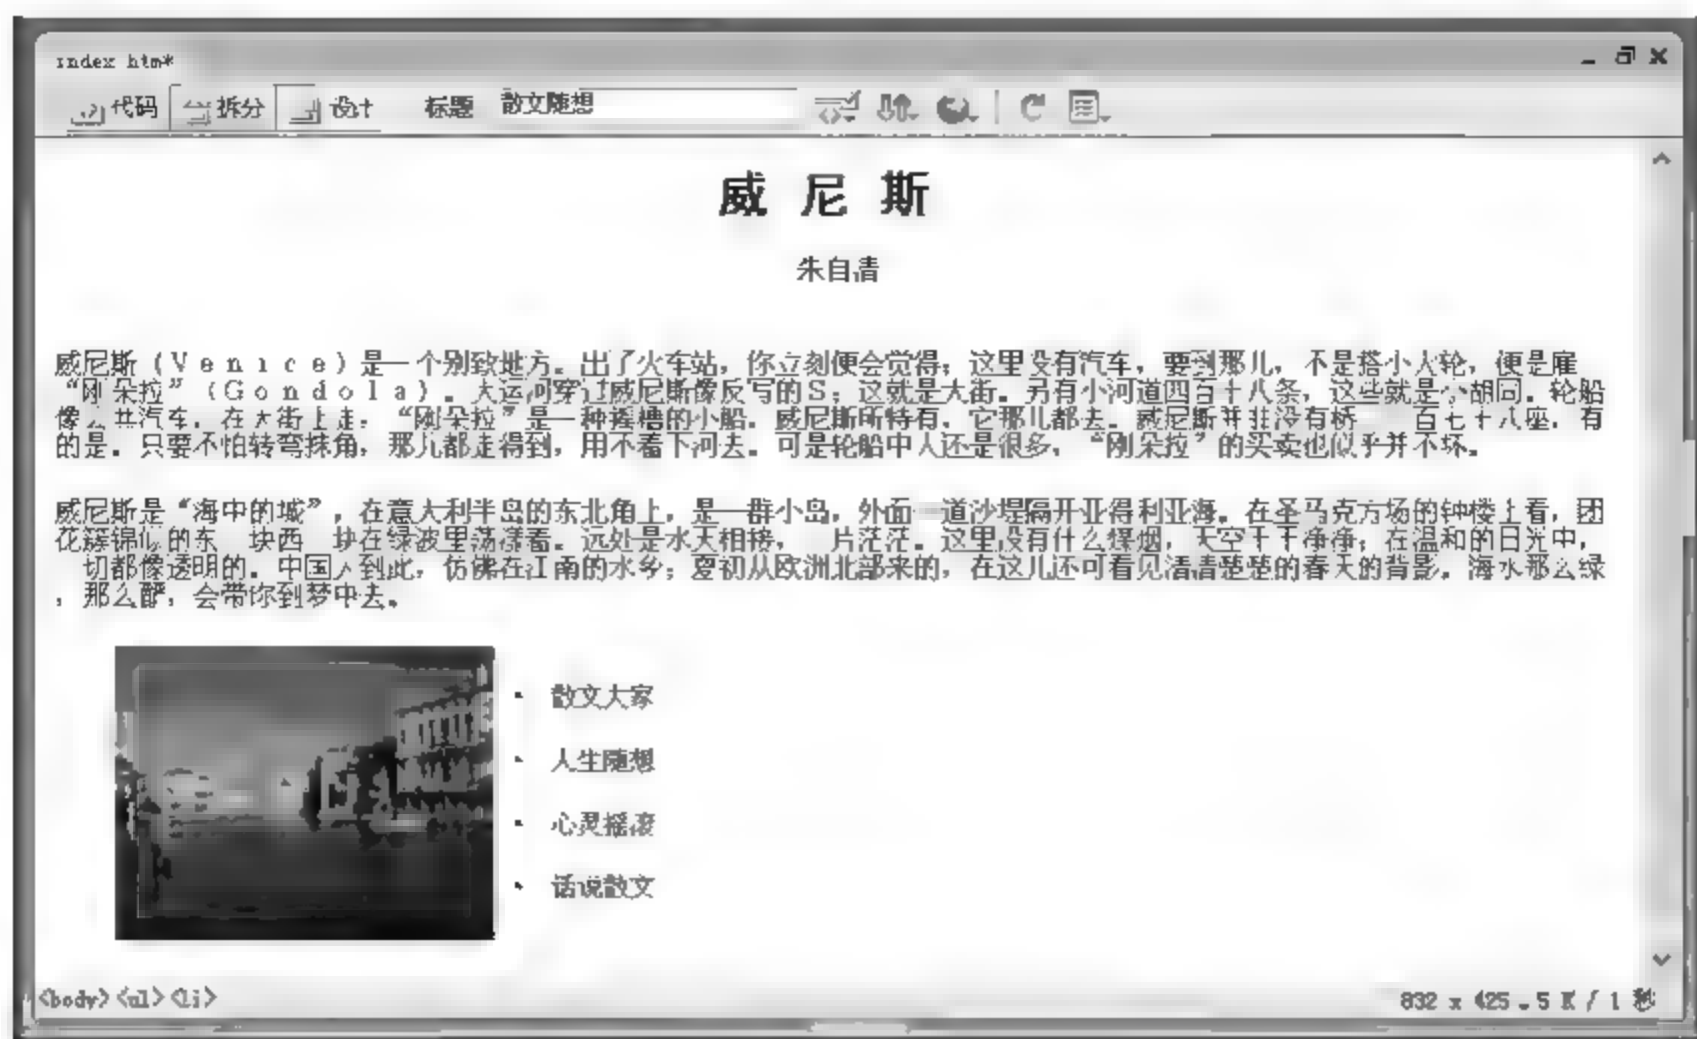 index htm*
代码 拆分 设计 标题 散文随想
威尼斯
朱自清
威尼斯（Venice）是一个别致地方。出了火车站，你立刻便会觉得；这里没有汽车，要到那儿，不是搭小火轮，便是雇
“刚朵拉”（Gondola）。大运河穿过威尼斯像反写的S；这就是大街。另有小河道四百十八条，这些就是小胡同。轮船
像公共汽车，在大街上走；“刚朵拉”是一种摇橹的小船，威尼斯所特有，它那儿都去。威尼斯并非没有桥 百七十八座，有
的是。只要不怕转弯抹角，那儿都走得到，用不着下河去。可是轮船中人还是很多，“刚朵拉”的买卖也似乎并不坏。
威尼斯是“海中的城”，在意大利半岛的东北角上，是一群小岛，外面一道沙堤隔开亚得利亚海。在圣马克方场的钟楼上看，团
花簇锦似的东 块西 块在绿波里荡漾着。远处是水天相接， 片茫茫。这里没有什么煤烟，天空干干净净；在温和的日光中，
切都像透明的。中国人到此，仿佛在江南的水乡；夏初从欧洲北部来的，在这儿还可看见清清楚楚的春天的背影。海水那么绿
，那么酽，会带你到梦中去。
· 散文大家
· 人生随想
· 心灵摇滚
· 话说散文
<body> <ul> <li> 832 x 425 . 5 K / 1 秒